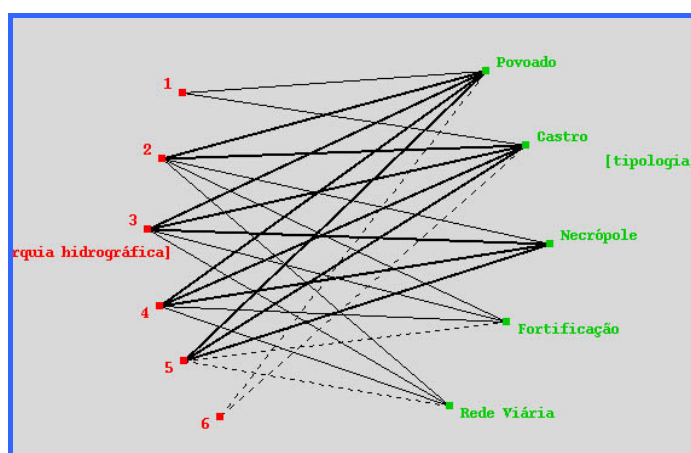 1
2
3
rquia hidrográfica]
4
5
6
Povoado
Castro
[tipologia
Necrópole
Fortificação
Rede Viária